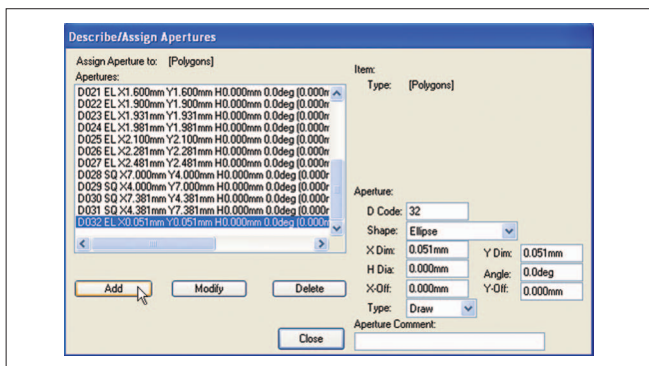 Describe/Assign Apertures
Assign Aperture to: [Polygons]
Apertures:
D021 EL X1.600mm Y1.600mm H0.000mm 0.0deg (0.000m
D022 EL X1.900mm Y1.900mm H0.000mm 0.0deg (0.000r
D023 EL X1.931mm Y1.931mm H0.000mm 0.0deg (0.000r
D024 EL X1.981mm Y1.981mm H0.000mm 0.0deg (0.000r
D025 EL X2.100mm Y2.100mm H0.000mm 0.0deg (0.000r
D026 EL X2.281mm Y2.281mm H0.000mm 0.0deg (0.000r
D027 EL X2.481mm Y2.481mm H0.000mm 0.0deg (0.000r
D028 SQ X7.000mm Y4.000mm H0.000mm 0.0deg (0.000r
D029 SQ X4.000mm Y7.000mm H0.000mm 0.0deg (0.000r
D030 SQ X7.381mm Y4.381mm H0.000mm 0.0deg (0.000r
D031 SQ X4.381mm Y7.381mm H0.000mm 0.0deg (0.000r
D032 EL X0.051mm Y0.051mm H0.000mm 0.0deg (0.000m
Add
Modify
Delete
Close
Item:
Type: [Polygons]
Aperture:
D Code: 32
Shape: Ellipse
X Dim: 0.051mm Y Dim: 0.051mm
H Dia: 0.000mm Angle: 0.0deg
X-Off: 0.000mm Y-Off: 0.000mm
Type: Draw
Aperture Comment: